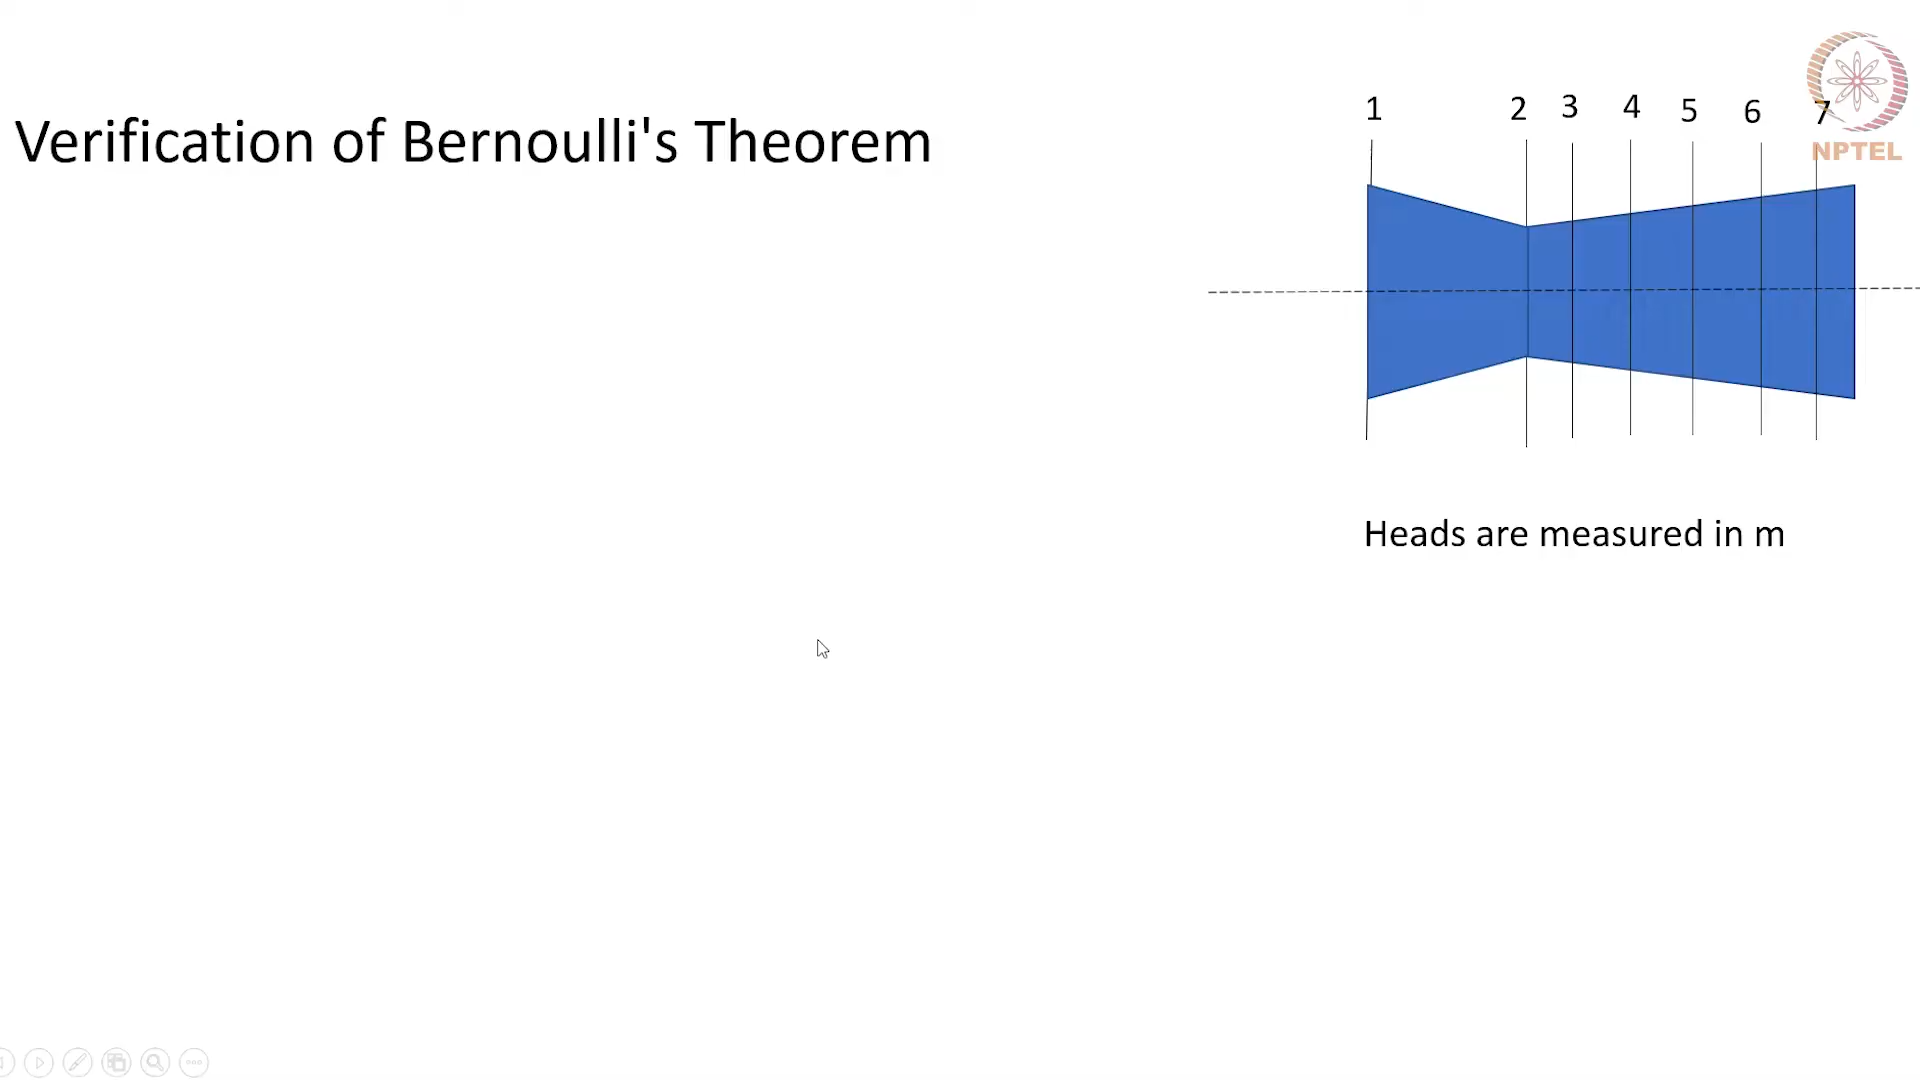 Verification of Bernoulli's Theorem
1 2 3 4 5 6 7
NPTEL
Heads are measured in m